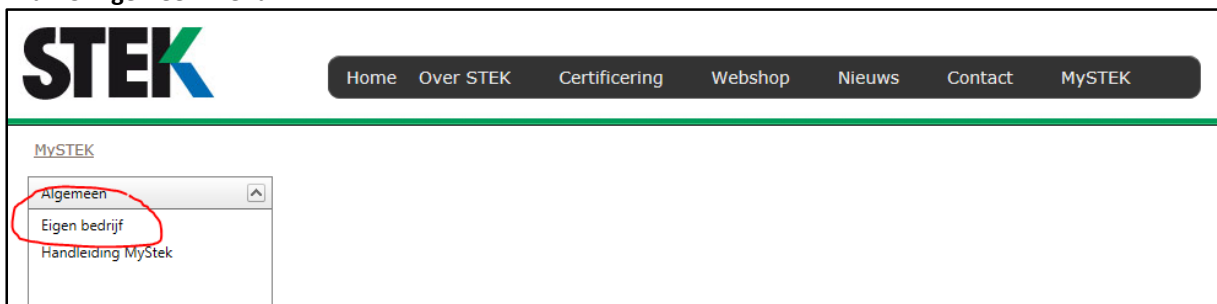 STEK
Home Over STEK Certificering Webshop Nieuws Contact MySTEK
MySTEK
Algemeen
Eigen bedrijf
Handleiding MyStek